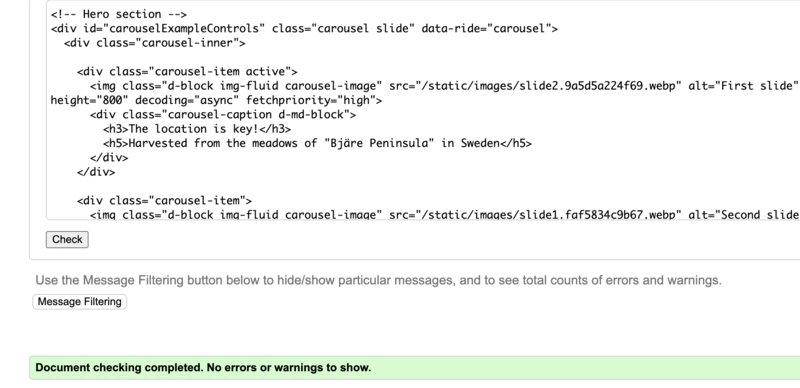 <!-- Hero section -->
<div id="carouselExampleControls" class="carousel slide" data-ride="carousel">
<div class="carousel-inner">
<div class="carousel-item active">
<img class="d-block img-fluid carousel-image" src="/static/images/slide2.9a5d5a224f69.webp" alt="First slide"
height="800" decoding="async" fetchpriority="high">
<div class="carousel-caption d-md-block">
<h3>The location is key!</h3>
<h5>Harvested from the meadows of "Bjäre Peninsula" in Sweden</h5>
</div>
</div>
<div class="carousel-item">
<img class="d-block img-fluid carousel-image" src="/static/images/slide1.faf5834c9b67.webp" alt="Second slide
Check
Use the Message Filtering button below to hide/show particular messages, and to see total counts of errors and warnings.
Message Filtering
Document checking completed. No errors or warnings to show.